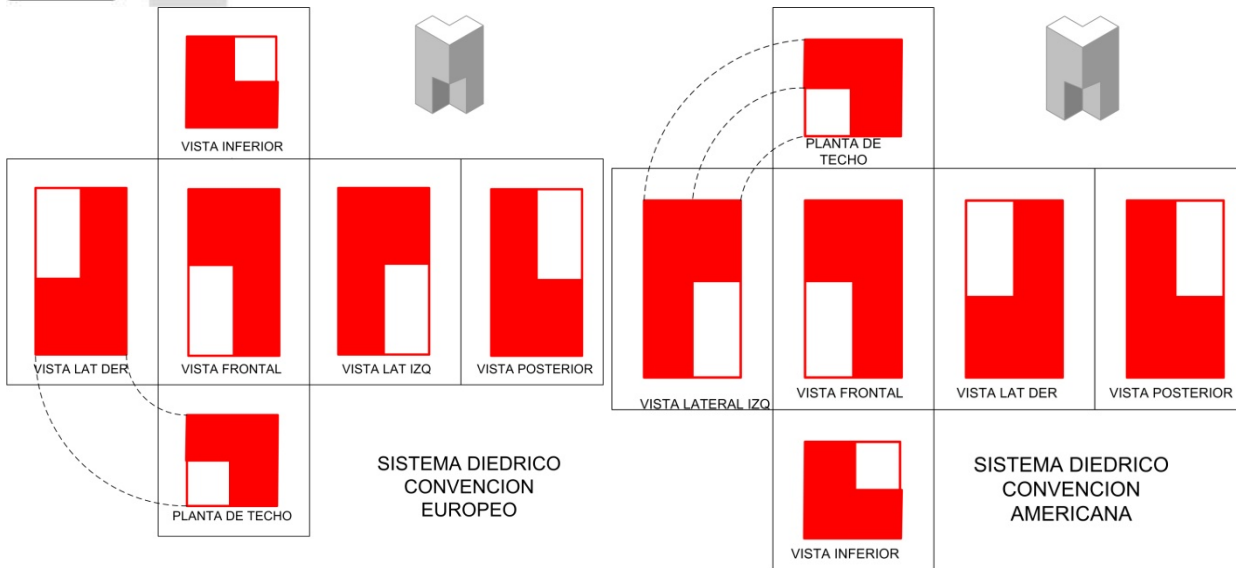 VISTA INFERIOR
VISTA LAT DER
VISTA FRONTAL
VISTA LAT IZQ
VISTA POSTERIOR
PLANTA DE TECHO
SISTEMA DIEDRICO
CONVENCION
EUROPEO
PLANTA DE
TECHO
VISTA LATERAL IZQ
VISTA FRONTAL
VISTA LAT DER
VISTA POSTERIOR
VISTA INFERIOR
SISTEMA DIEDRICO
CONVENCION
AMERICANA